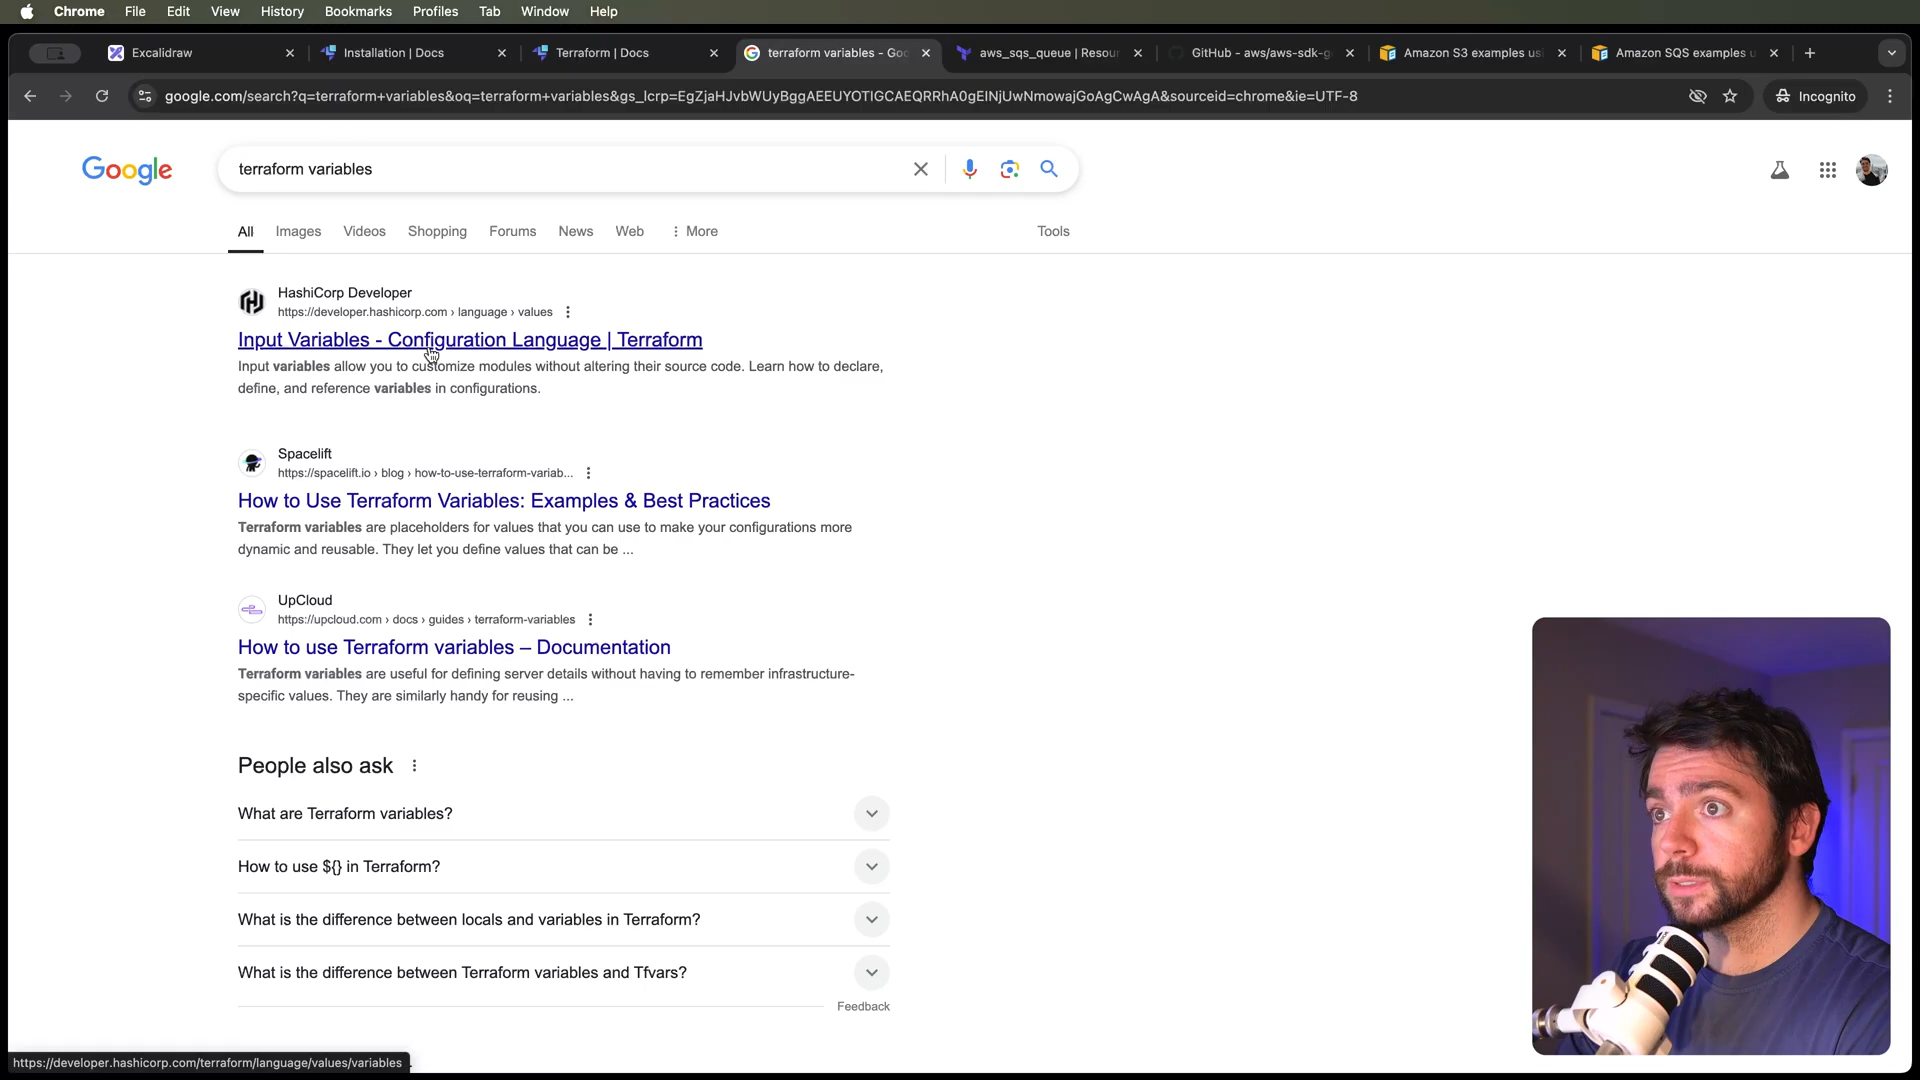 Chrome File Edit View History Bookmarks Profiles Tab Window Help
Excalidraw Installation | Docs Terraform | Docs terraform variables - Goo aws_sqs_queue | Resour GitHub - aws/aws-sdk-g Amazon S3 examples usi Amazon SQS examples u
google.com/search?q=terraform+variables&oq=terraform+variables&gs_lcrp=EgZjaHJvbWUyBggAEEUYOTIGCAEQRRhA0gEINjUwNmowajGoAgCwAgA&sourceid=chrome&ie=UTF-8 Incognito
Google terraform variables
All Images Videos Shopping Forums News Web More Tools
HashiCorp Developer
https://developer.hashicorp.com › language › values
Input Variables - Configuration Language | Terraform
Input variables allow you to customize modules without altering their source code. Learn how to declare,
define, and reference variables in configurations.
Spacelift
https://spacelift.io › blog › how-to-use-terraform-variab...
How to Use Terraform Variables: Examples & Best Practices
Terraform variables are placeholders for values that you can use to make your configurations more
dynamic and reusable. They let you define values that can be ...
UpCloud
https://upcloud.com › docs › guides › terraform-variables
How to use Terraform variables – Documentation
Terraform variables are useful for defining server details without having to remember infrastructure-
specific values. They are similarly handy for reusing ...
People also ask
What are Terraform variables?
How to use ${} in Terraform?
What is the difference between locals and variables in Terraform?
What is the difference between Terraform variables and Tfvars?
Feedback
https://developer.hashicorp.com/terraform/language/values/variables